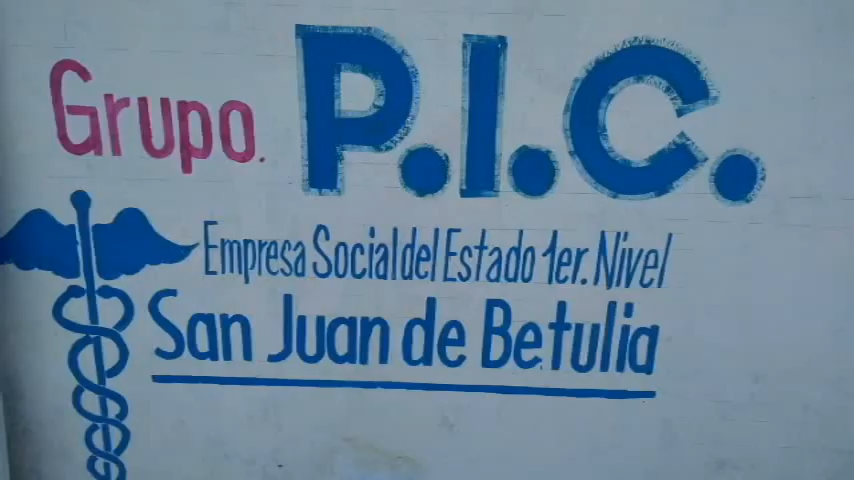 Grupo. P.I.C.
Empresa Social del Estado 1er. Nivel
San Juan de Betulia